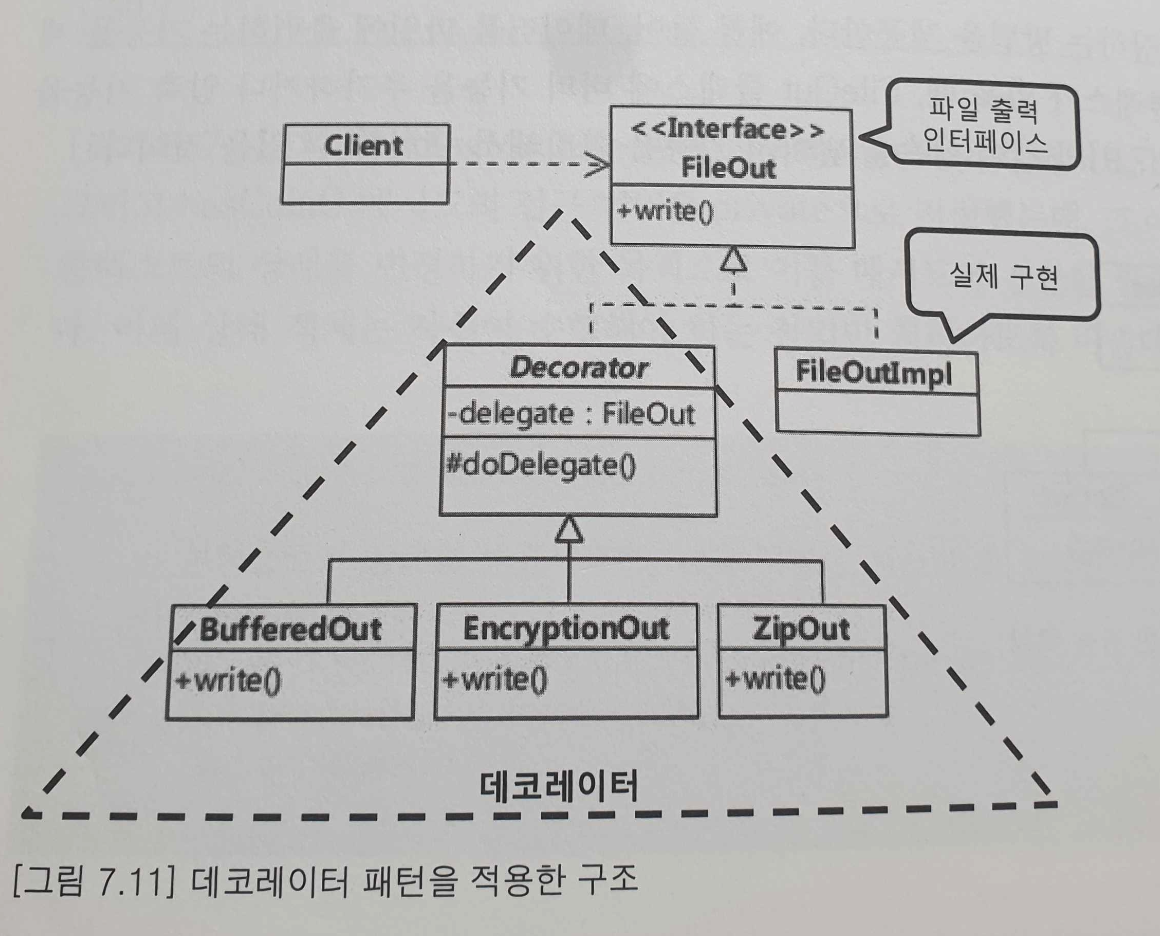 Client
<<Interface>>
FileOut
+write()
파일 출력
인터페이스
실제 구현
Decorator
-delegate : FileOut
#doDelegate()
FileOutImpl
BufferedOut
+write()
EncryptionOut
+write()
ZipOut
+write()
데코레이터
[그림 7.11] 데코레이터 패턴을 적용한 구조